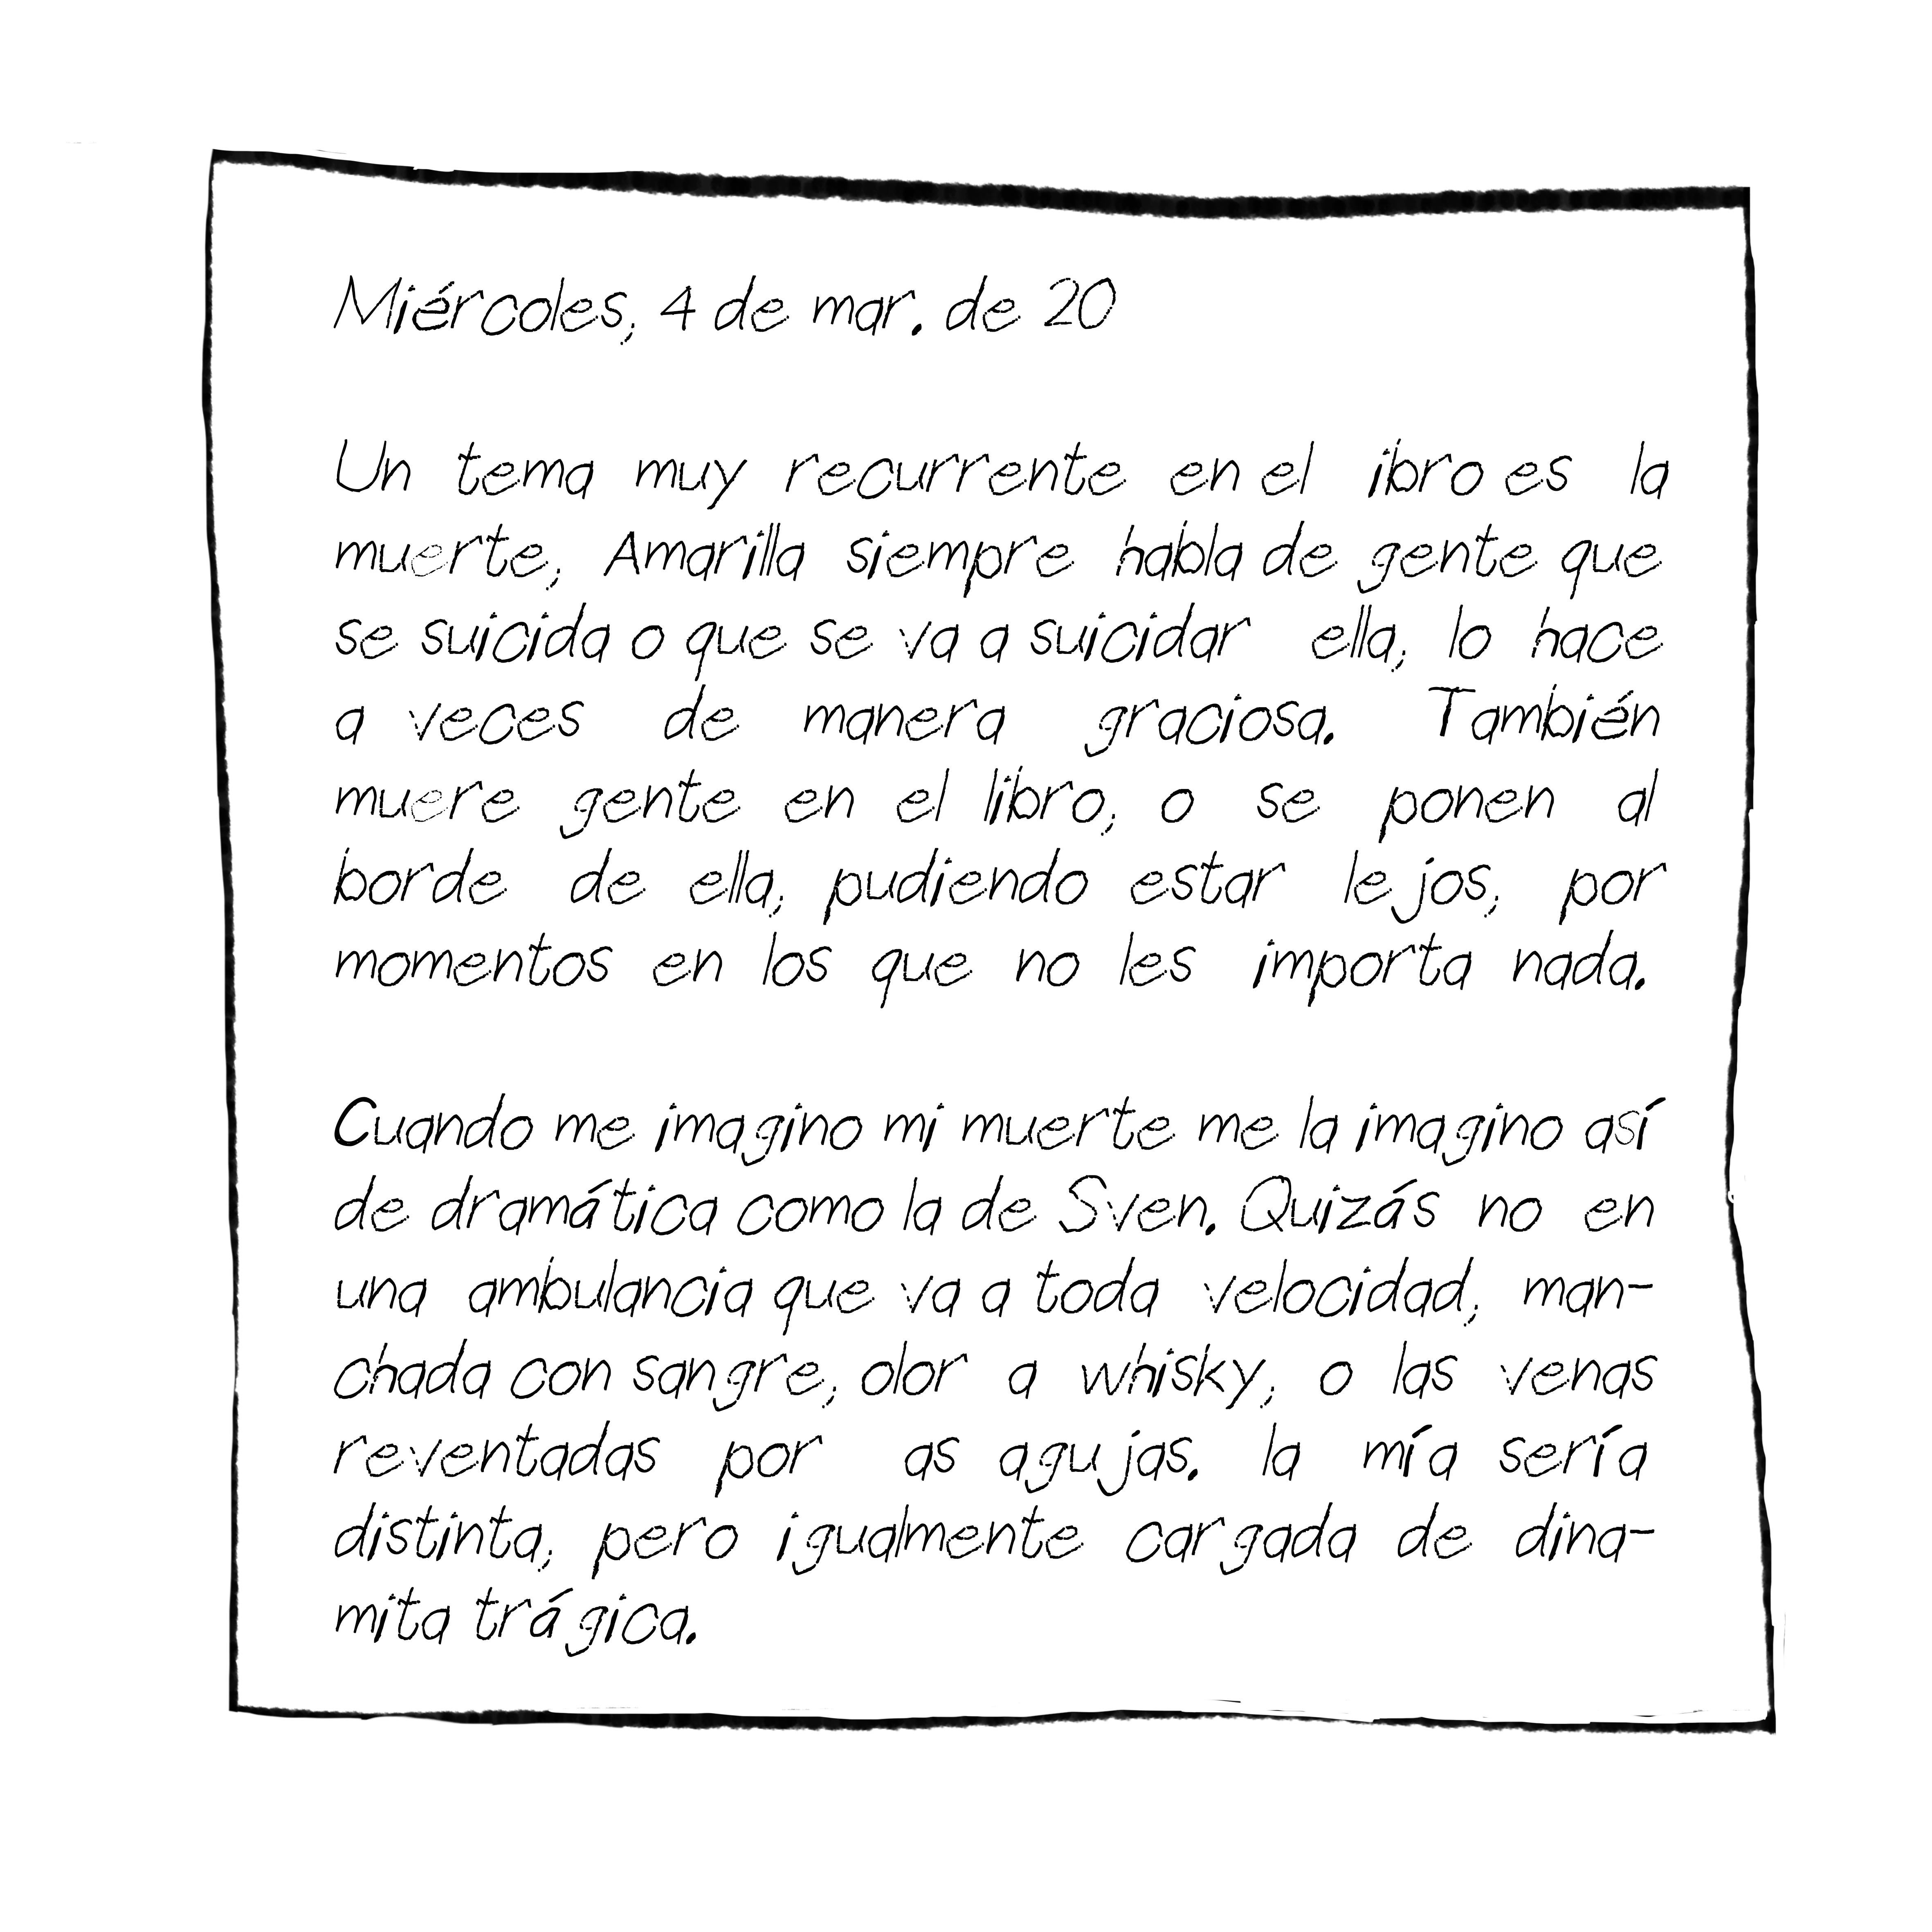 Miércoles, 4 de mar. de 20
Un tema muy recurrente en el ibro es la
muerte, Amarilla siempre habla de gente que
se suicida o que se va a suicidar ella, lo hace
a veces de manera graciosa. También
muere gente en el libro, o se ponen al
borde de ella, pudiendo estar lejos, por
momentos en los que no les importa nada.
Cuando me imagino mi muerte me la imagino así
de dramática como la de Sven. Quizás no en
una ambulancia que va a toda velocidad, man-
chada con sangre, olor a whisky, o las venas
reventadas por as agujas. la mía sería
distinta, pero igualmente cargada de dina-
mita trágica.